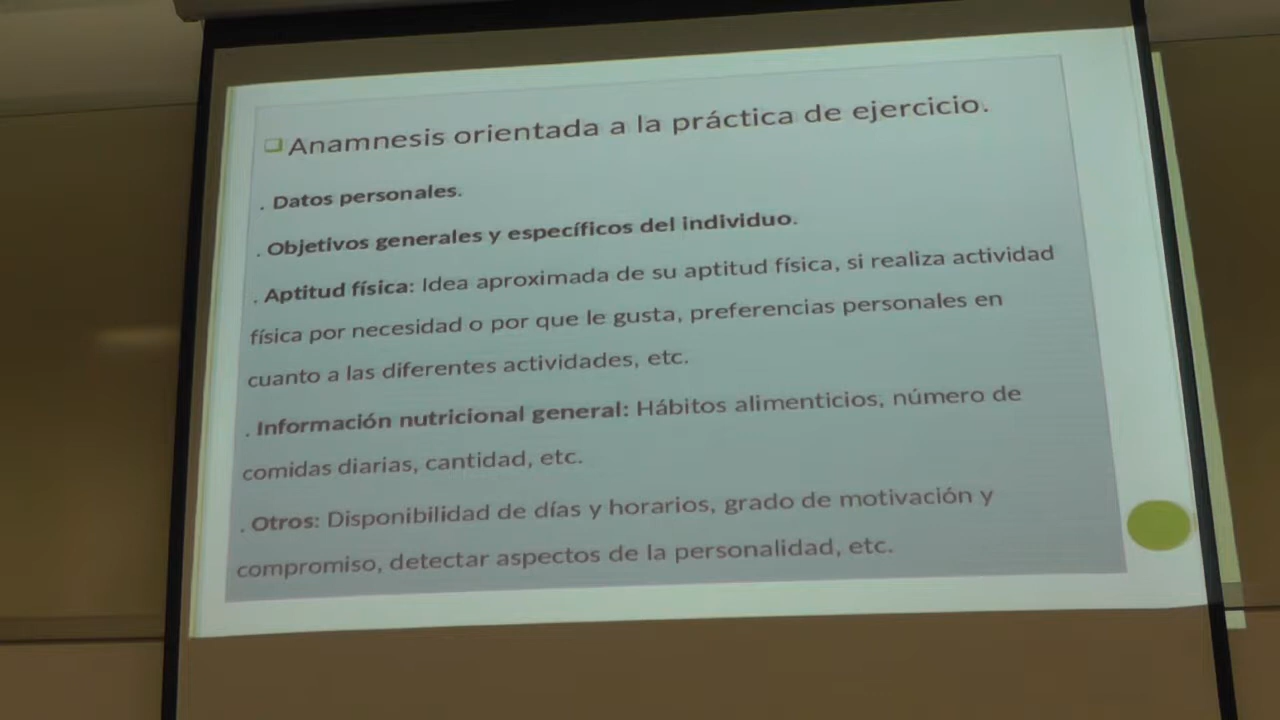 Anamnesis orientada a la práctica de ejercicio.
. Datos personales.
. Objetivos generales y específicos del individuo.
. Aptitud física: Idea aproximada de su aptitud física, si realiza actividad
física por necesidad o por que le gusta, preferencias personales en
cuanto a las diferentes actividades, etc.
. Información nutricional general: Hábitos alimenticios, número de
comidas diarias, cantidad, etc.
. Otros: Disponibilidad de días y horarios, grado de motivación y
compromiso, detectar aspectos de la personalidad, etc.